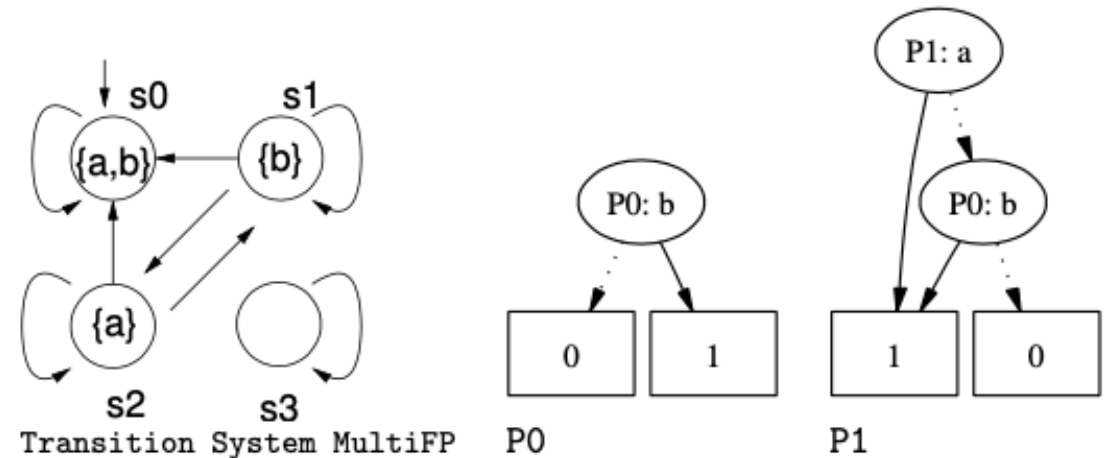 s0
s1
{a,b}
{b}
{a}
s2
s3
Transition System MultiFP
P0: b
0
1
P0
P1: a
P0: b
1
0
P1